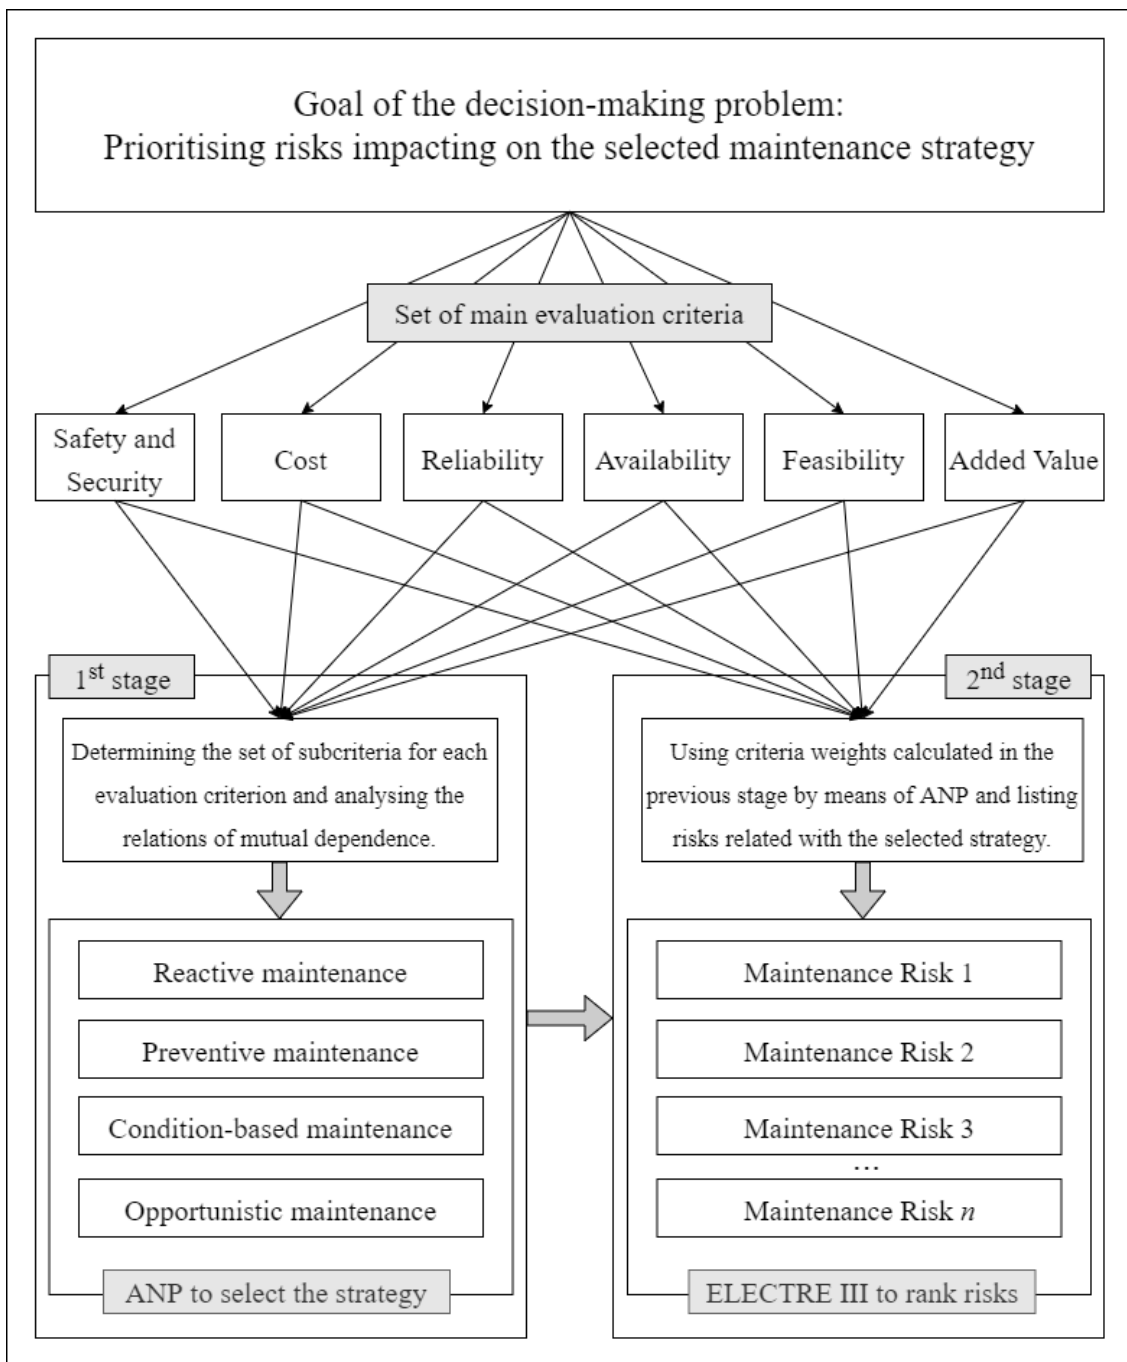 Goal of the decision-making problem:
Prioritising risks impacting on the selected maintenance strategy
Set of main evaluation criteria
Safety and
Security
Cost
Reliability
Availability
Feasibility
Added Value
1st stage
Determining the set of subcriteria for each
evaluation criterion and analysing the
relations of mutual dependence.
Reactive maintenance
Preventive maintenance
Condition-based maintenance
Opportunistic maintenance
ANP to select the strategy
2nd stage
Using criteria weights calculated in the
previous stage by means of ANP and listing
risks related with the selected strategy.
Maintenance Risk 1
Maintenance Risk 2
Maintenance Risk 3
...
Maintenance Risk n
ELECTRE III to rank risks